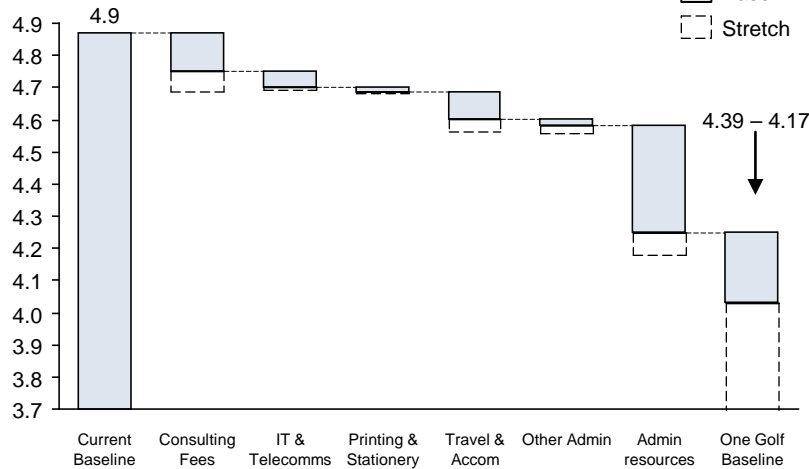 Stretch
4.9
4.9
4.8
4.7
4.6
4.5
4.4
4.3
4.2
4.1
4.0
3.9
3.8
3.7
4.39 – 4.17
Current
Baseline
Consulting
Fees
IT &
Telecomms
Printing &
Stationery
Travel &
Accom
Other Admin
Admin
resources
One Golf
Baseline